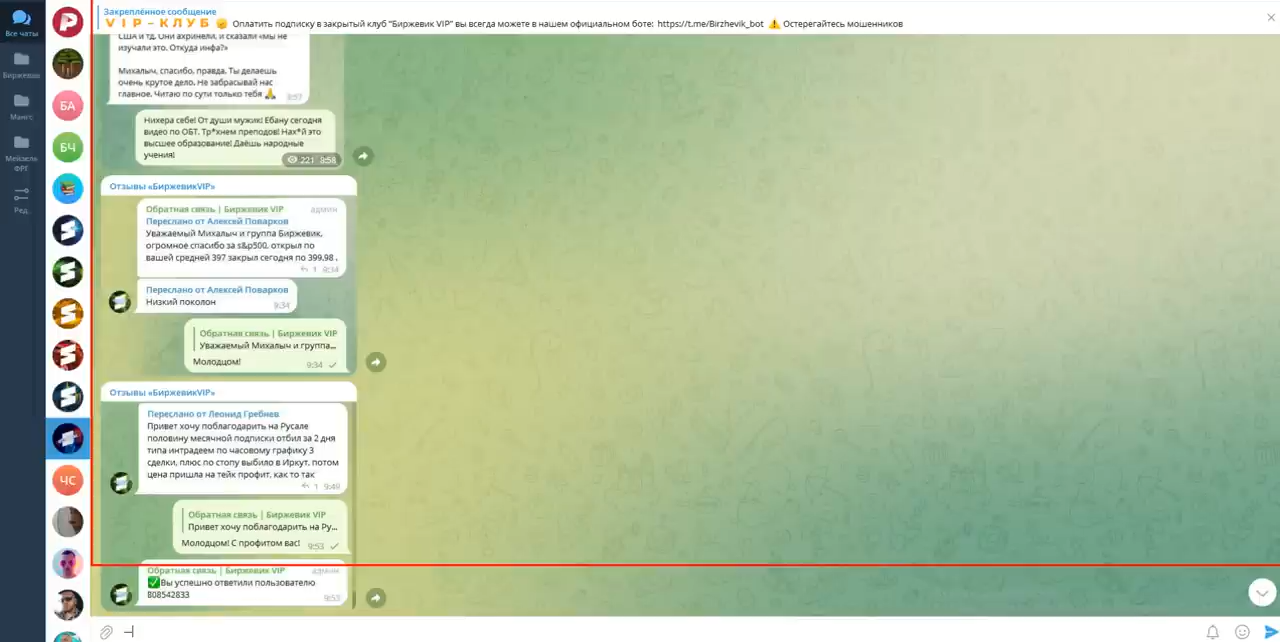 Закреплённое сообщение
VIP-КЛУБ Оплатить подписку в закрытый клуб "Биржевик VIP" вы всегда можете в нашем официальном боте: https://t.me/Birzhevik_bot ⚠️ Остерегайтесь мошенников
Все чаты
Мангс
Мейзель
ФРГ
Ред.
БА
БЧ
ЧС
США и тд. Они ахринели, и сказали «мы не
изучали это. Откуда инфа?»
Михалыч, спасибо, правда. Ты делаешь
очень крутое дело. Не забрасывай нас
главное. Читаю по сути только тебя 🙏
9:57
Нихера себе! От души мужик! Ебану сегодня
видео по ОБТ. Тр*хнем преподов! Нах*й это
высшее образование! Даёшь народные
учения!
221 9:58
Отзывы «БиржевикVIP»
Обратная связь | Биржевик VIP админ
Переслано от Алексей Поварков
Уважаемый Михалыч и группа Биржевик,
огромное спасибо за s&p500, открыл по
вашей средней 397 закрыл сегодня по 399,98 .
1 9:34
Переслано от Алексей Поварков
Низкий поколон
9:34
Обратная связь | Биржевик VIP
Уважаемый Михалыч и группа...
Молодцом!
9:34
Отзывы «БиржевикVIP»
Переслано от Леонид Гребнев
Привет хочу поблагодарить на Русале
половину месячной подписки отбил за 2 дня
типа интрадеем по часовому графику 3
сделки, плюс по стопу выбило в Иркут, потом
цена пришла на тейк профит, как то так
1 9:49
Обратная связь | Биржевик VIP
Привет хочу поблагодарить на Ру...
Молодцом! С профитом вас!
9:53
Обратная связь | Биржевик VIP админ
✅Вы успешно ответили пользователю
808542833
9:53